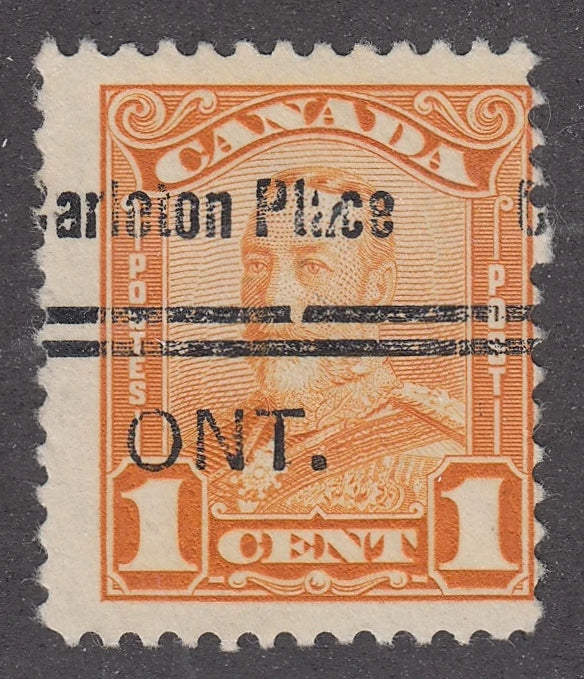 CANADA
Carleton Place C
POSTES
POST
ONT.
1 CENT 1